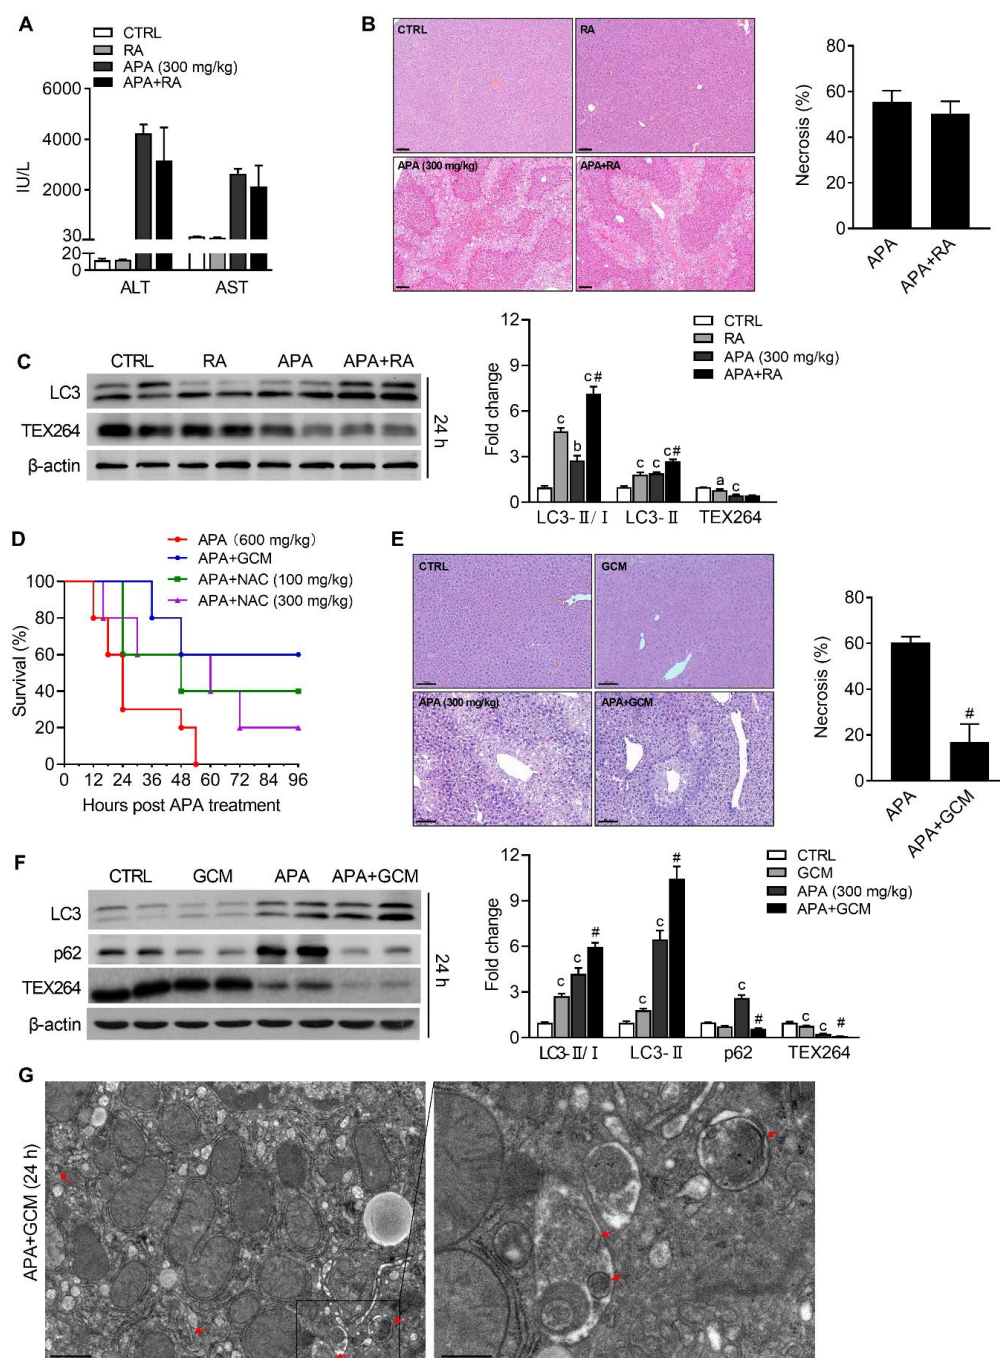 A
CTRL
RA
APA (300 mg/kg)
APA+RA
6000
4000
2000
30
20
0
IU/L
ALT AST
B
CTRL
RA
APA (300 mg/kg)
APA+RA
80
60
40
20
0
Necrosis (%)
APA
APA+RA
C
CTRL RA APA APA+RA
LC3
TEX264
β-actin
24 h
12
9
6
3
0
Fold change
CTRL
RA
APA (300 mg/kg)
APA+RA
c b c# c c c# a c
LC3-Ⅱ/Ⅰ LC3-Ⅱ TEX264
D
APA (600 mg/kg)
APA+GCM
APA+NAC (100 mg/kg)
APA+NAC (300 mg/kg)
100
80
60
40
20
0
Survival (%)
0 12 24 36 48 60 72 84 96
Hours post APA treatment
E
CTRL
GCM
APA (300 mg/kg)
APA+GCM
80
60
40
20
0
Necrosis (%)
#
APA
APA+GCM
F
CTRL GCM APA APA+GCM
LC3
p62
TEX264
β-actin
24 h
12
9
6
3
0
Fold change
CTRL
GCM
APA (300 mg/kg)
APA+GCM
c c # c c # c # c c #
LC3-Ⅱ/Ⅰ LC3-Ⅱ p62 TEX264
G
APA+GCM (24 h)